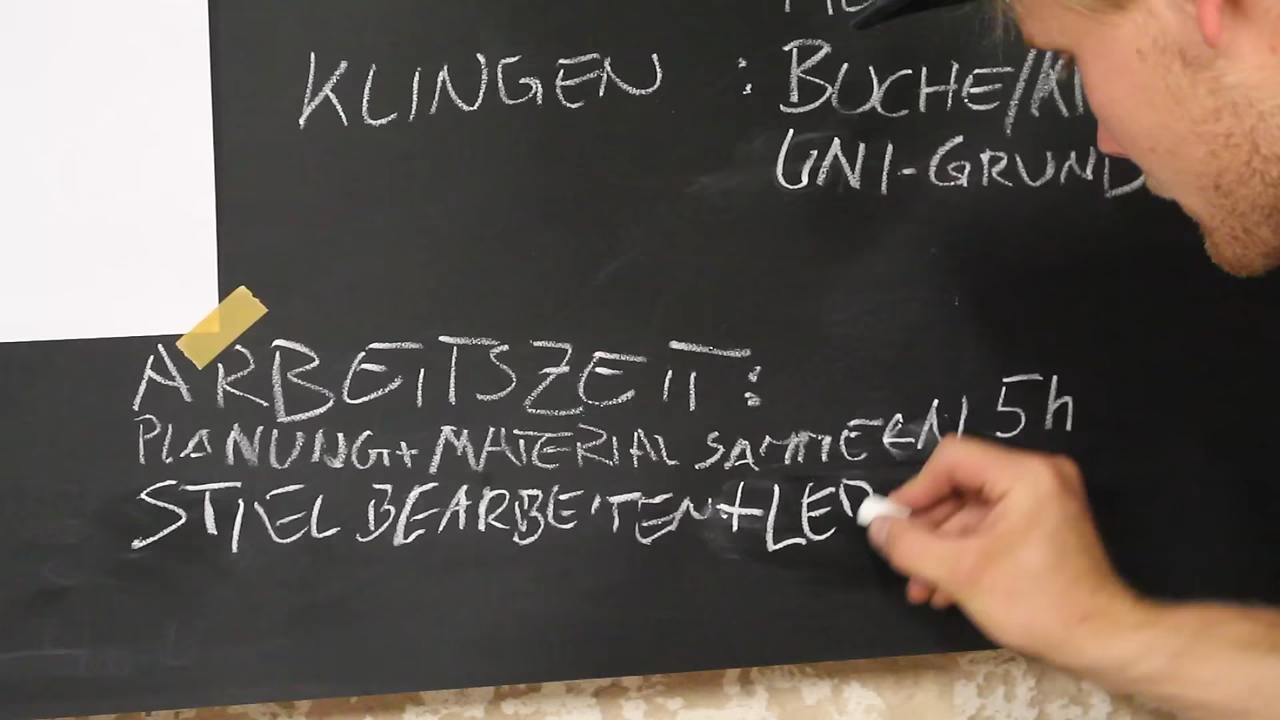 KLINGEN : BUCHE/KI
UNI-GRUND
ARBEITSZEIT:
PLANUNG+MATERIAL SAMMELN 5h
STIEL BEARBEITEN+LED